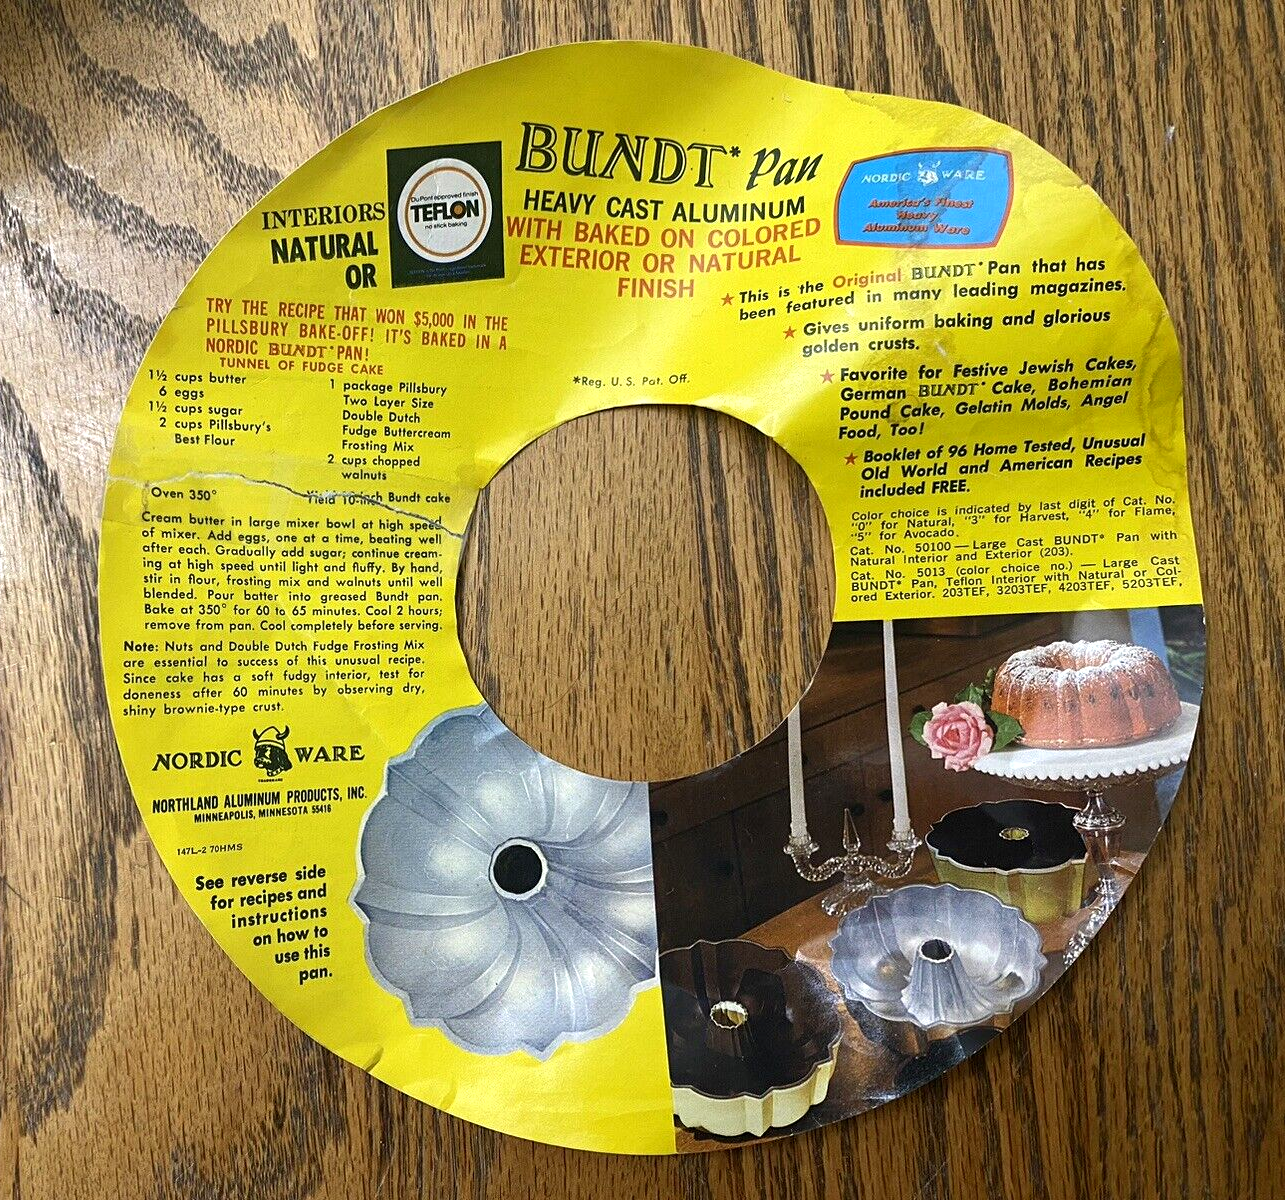 BUNDT* Pan
HEAVY CAST ALUMINUM
WITH BAKED ON COLORED
EXTERIOR OR NATURAL
FINISH
INTERIORS
NATURAL
OR
DuPont approved finish
TEFLON
no stick baking
NORDIC WARE
America's Finest
Heavy
Aluminum Ware
TRY THE RECIPE THAT WON $5,000 IN THE
PILLSBURY BAKE-OFF! IT'S BAKED IN A
NORDIC BUNDT* PAN!
TUNNEL OF FUDGE CAKE
1½ cups butter
6 eggs
1½ cups sugar
2 cups Pillsbury's
Best Flour
1 package Pillsbury
Two Layer Size
Double Dutch
Fudge Buttercream
Frosting Mix
2 cups chopped
walnuts
Oven 350° Yield 10-inch Bundt cake
Cream butter in large mixer bowl at high speed
of mixer. Add eggs, one at a time, beating well
after each. Gradually add sugar; continue cream-
ing at high speed until light and fluffy. By hand,
stir in flour, frosting mix and walnuts until well
blended. Pour batter into greased Bundt pan.
Bake at 350° for 60 to 65 minutes. Cool 2 hours;
remove from pan. Cool completely before serving.
Note: Nuts and Double Dutch Fudge Frosting Mix
are essential to success of this unusual recipe.
Since cake has a soft fudgy interior, test for
doneness after 60 minutes by observing dry,
shiny brownie-type crust.
NORDIC WARE
TRADEMARK
NORTHLAND ALUMINUM PRODUCTS, INC.
MINNEAPOLIS, MINNESOTA 55416
147L-2 70HMS
See reverse side
for recipes and
instructions
on how to
use this
pan.
*Reg. U. S. Pat. Off.
★ This is the Original BUNDT* Pan that has
been featured in many leading magazines.
★ Gives uniform baking and glorious
golden crusts.
★ Favorite for Festive Jewish Cakes,
German BUNDT* Cake, Bohemian
Pound Cake, Gelatin Molds, Angel
Food, Too!
★ Booklet of 96 Home Tested, Unusual
Old World and American Recipes
included FREE.
Color choice is indicated by last digit of Cat. No.
"0" for Natural, "3" for Harvest, "4" for Flame,
"5" for Avocado.
Cat. No. 50100 — Large Cast BUNDT* Pan with
Natural Interior and Exterior (203).
Cat. No. 5013 (color choice no.) — Large Cast
BUNDT* Pan, Teflon Interior with Natural or Col-
ored Exterior. 203TEF, 3203TEF, 4203TEF, 5203TEF,